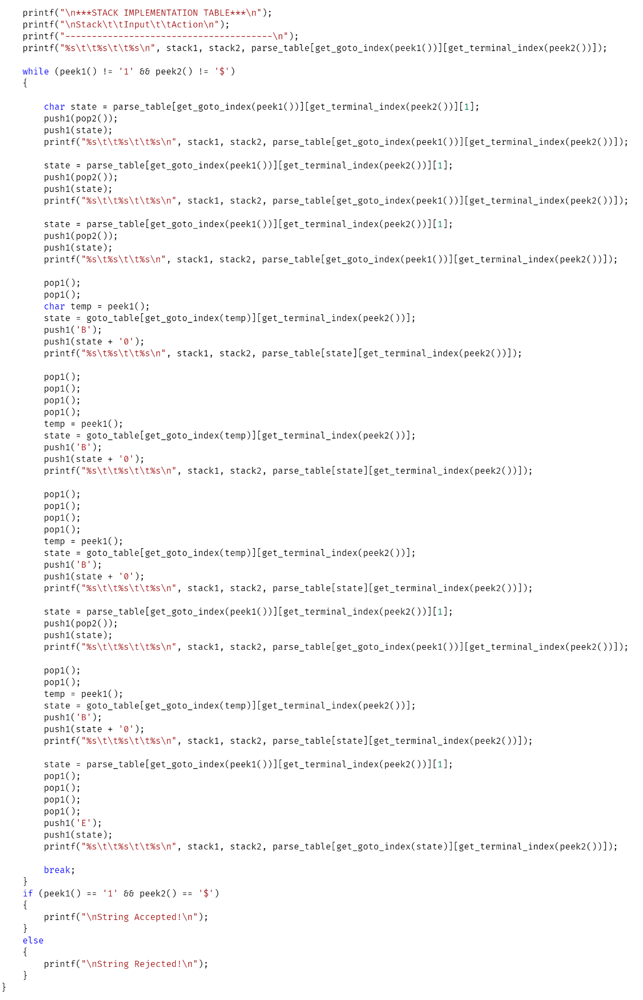 printf("\n***STACK IMPLEMENTATION TABLE***\n");
    printf("\nStack\t\tInput\t\tAction\n");
    printf("---------------------------------------\n");
    printf("%s\t\t%s\t\t%s\n", stack1, stack2, parse_table[get_goto_index(peek1())][get_terminal_index(peek2())]);

    while (peek1() != '1' && peek2() != '$')
    {

        char state = parse_table[get_goto_index(peek1())][get_terminal_index(peek2())][1];
        push1(pop2());
        push1(state);
        printf("%s\t\t%s\t\t%s\n", stack1, stack2, parse_table[get_goto_index(peek1())][get_terminal_index(peek2())]);

        state = parse_table[get_goto_index(peek1())][get_terminal_index(peek2())][1];
        push1(pop2());
        push1(state);
        printf("%s\t\t%s\t\t%s\n", stack1, stack2, parse_table[get_goto_index(peek1())][get_terminal_index(peek2())]);

        state = parse_table[get_goto_index(peek1())][get_terminal_index(peek2())][1];
        push1(pop2());
        push1(state);
        printf("%s\t%s\t\t%s\n", stack1, stack2, parse_table[get_goto_index(peek1())][get_terminal_index(peek2())]);

        pop1();
        pop1();
        char temp = peek1();
        state = goto_table[get_goto_index(temp)][get_terminal_index(peek2())];
        push1('B');
        push1(state + '0');
        printf("%s\t%s\t\t%s\n", stack1, stack2, parse_table[state][get_terminal_index(peek2())]);

        pop1();
        pop1();
        pop1();
        pop1();
        temp = peek1();
        state = goto_table[get_goto_index(temp)][get_terminal_index(peek2())];
        push1('B');
        push1(state + '0');
        printf("%s\t\t%s\t\t%s\n", stack1, stack2, parse_table[state][get_terminal_index(peek2())]);

        pop1();
        pop1();
        pop1();
        pop1();
        temp = peek1();
        state = goto_table[get_goto_index(temp)][get_terminal_index(peek2())];
        push1('B');
        push1(state + '0');
        printf("%s\t\t%s\t\t%s\n", stack1, stack2, parse_table[state][get_terminal_index(peek2())]);

        state = parse_table[get_goto_index(peek1())][get_terminal_index(peek2())][1];
        push1(pop2());
        push1(state);
        printf("%s\t\t%s\t\t%s\n", stack1, stack2, parse_table[get_goto_index(peek1())][get_terminal_index(peek2())]);

        pop1();
        pop1();
        temp = peek1();
        state = goto_table[get_goto_index(temp)][get_terminal_index(peek2())];
        push1('B');
        push1(state + '0');
        printf("%s\t\t%s\t\t%s\n", stack1, stack2, parse_table[state][get_terminal_index(peek2())]);

        state = parse_table[get_goto_index(peek1())][get_terminal_index(peek2())][1];
        pop1();
        pop1();
        pop1();
        pop1();
        push1('E');
        push1(state);
        printf("%s\t\t%s\t\t%s\n", stack1, stack2, parse_table[get_goto_index(state)][get_terminal_index(peek2())]);

        break;
    }
    if (peek1() == '1' && peek2() == '$')
    {
        printf("\nString Accepted!\n");
    }
    else
    {
        printf("\nString Rejected!\n");
    }
}